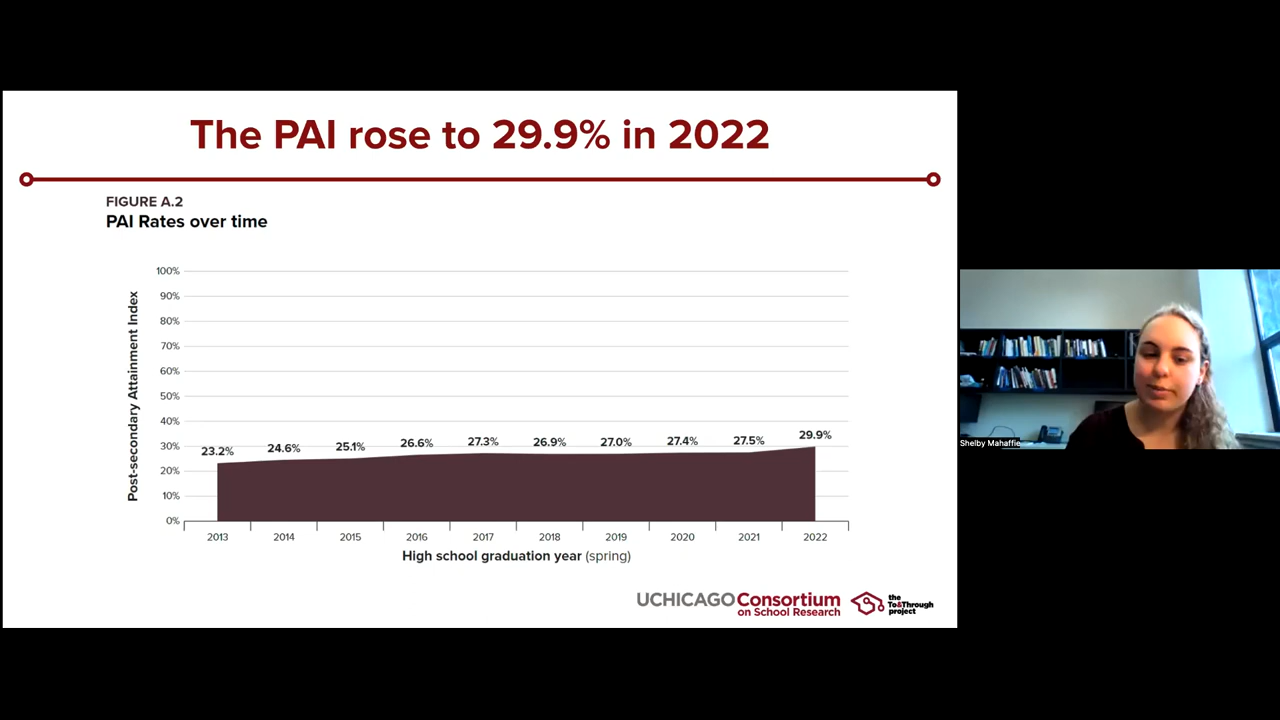 The PAI rose to 29.9% in 2022
FIGURE A.2
PAI Rates over time
Post-secondary Attainment Index
100%
90%
80%
70%
60%
50%
40%
30%
20%
10%
0%
23.2%
24.6%
25.1%
26.6%
27.3%
26.9%
27.0%
27.4%
27.5%
29.9%
2013
2014
2015
2016
2017
2018
2019
2020
2021
2022
High school graduation year (spring)
UCHICAGO Consortium
on School Research
the
To&Through
project
Shelby Mahaffie